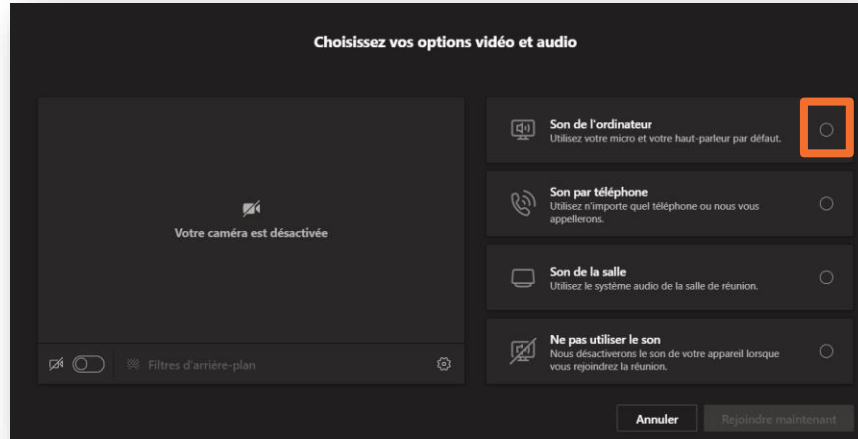 Choisissez vos options vidéo et audio
Votre caméra est désactivée
Filtres d'arrière-plan
Son de l'ordinateur
Utilisez votre micro et votre haut-parleur par défaut.
Son par téléphone
Utilisez n'importe quel téléphone ou nous vous
appellerons.
Son de la salle
Utilisez le système audio de la salle de réunion.
Ne pas utiliser le son
Nous désactiverons le son de votre appareil lorsque
vous rejoindrez la réunion.
Annuler
Rejoindre maintenant